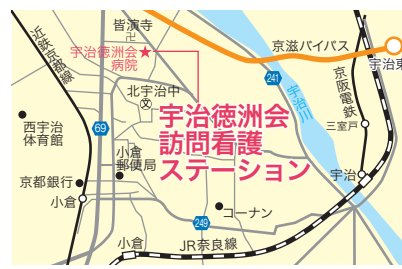 皆演寺
卍
宇治徳洲会★
病院
京滋バイパス
宇治東
近鉄京都線
241
宇治川
京阪電鉄
北宇治中
文
宇治徳洲会
訪問看護
ステーション
西宇治
体育館
69
三室戸
小倉
郵便局
京都銀行
宇治
小倉
コーナン
249
小倉
JR奈良線